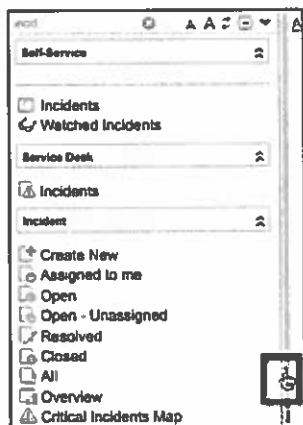 A A
Self-Service
Incidents
Watched Incidents
Service Desk
Incidents
Incident
Create New
Assigned to me
Open
Open - Unassigned
Resolved
Closed
All
Overview
Critical Incidents Map